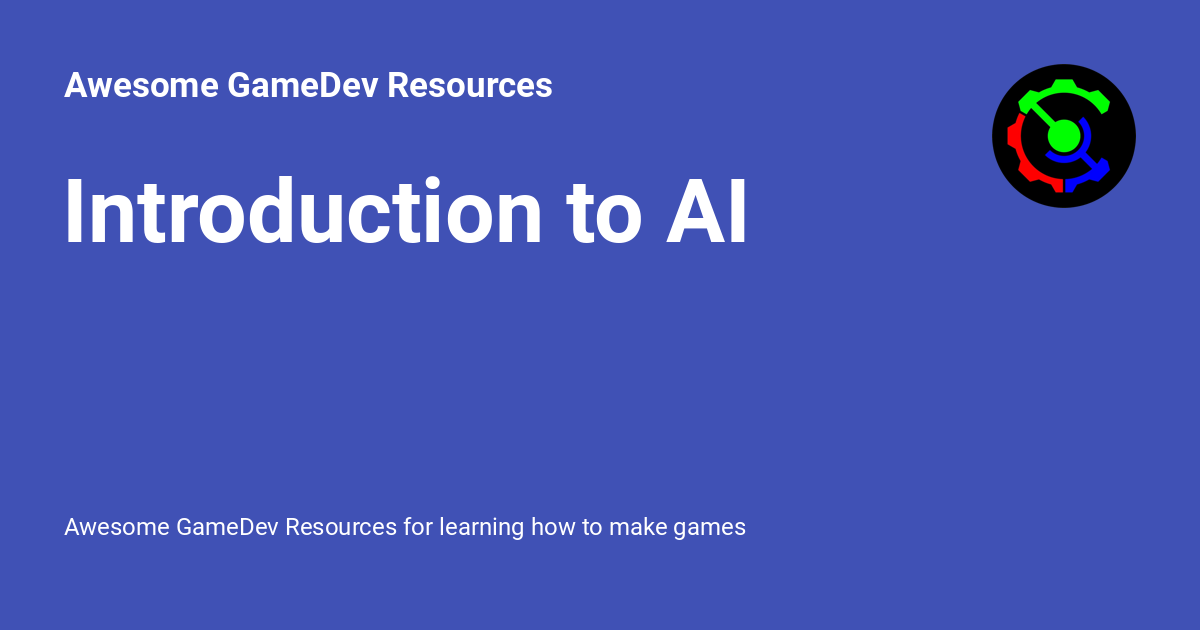 Awesome GameDev Resources
Introduction to AI
Awesome GameDev Resources for learning how to make games